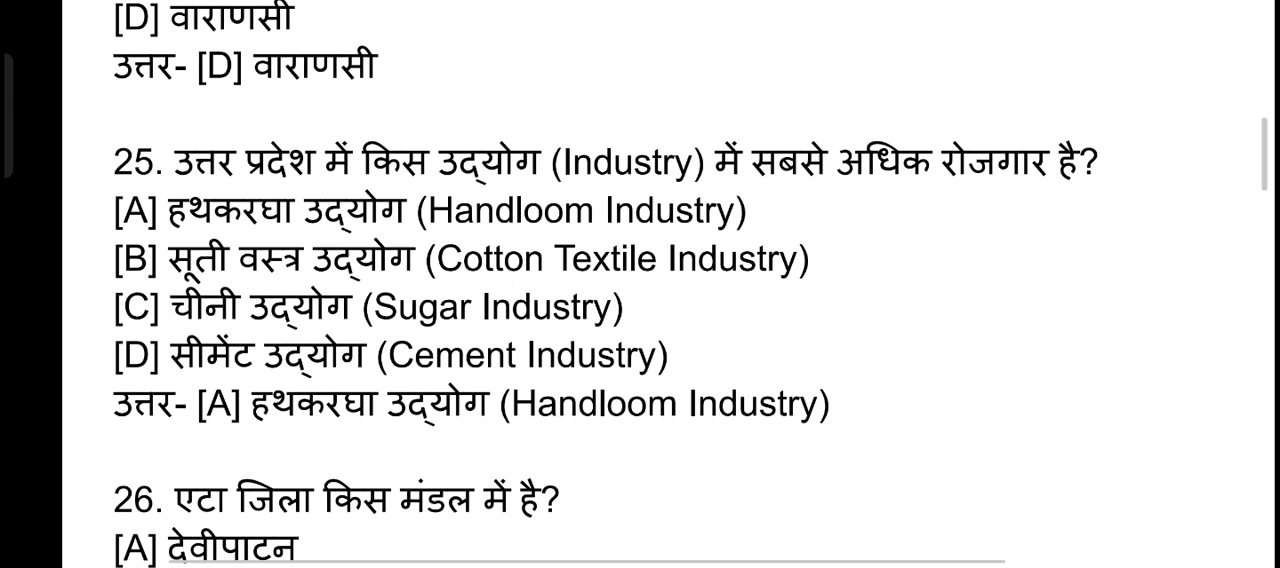 [D] वाराणसी
उत्तर- [D] वाराणसी
25. उत्तर प्रदेश में किस उद्योग (Industry) में सबसे अधिक रोजगार है?
[A] हथकरघा उद्योग (Handloom Industry)
[B] सूती वस्त्र उद्योग (Cotton Textile Industry)
[C] चीनी उद्योग (Sugar Industry)
[D] सीमेंट उद्योग (Cement Industry)
उत्तर- [A] हथकरघा उद्योग (Handloom Industry)
26. एटा जिला किस मंडल में है?
[A] देवीपाटन